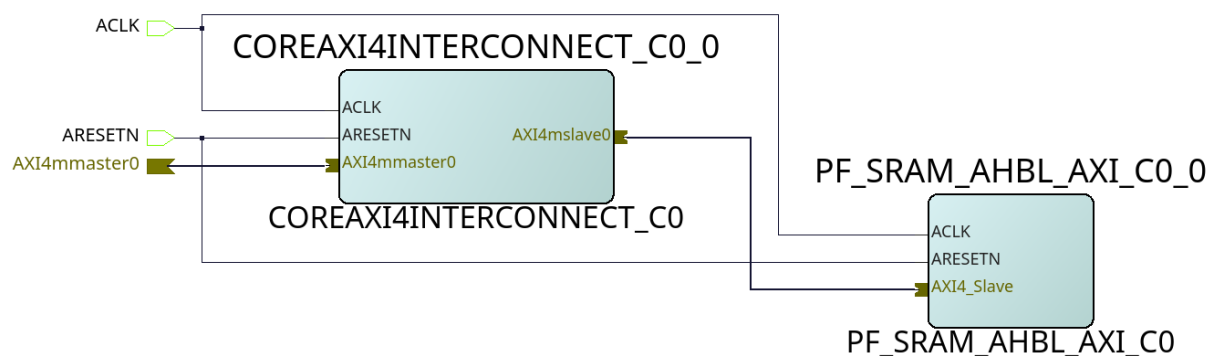 ACLK
COREAXI4INTERCONNECT_C0_0
ACLK
ARESETN
ARESETN
AXI4mslave0
AXI4mmaster0
AXI4mmaster0
PF_SRAM_AHBL_AXI_C0_0
COREAXI4INTERCONNECT_C0
ACLK
ARESETN
AXI4_Slave
PF_SRAM_AHBL_AXI_C0